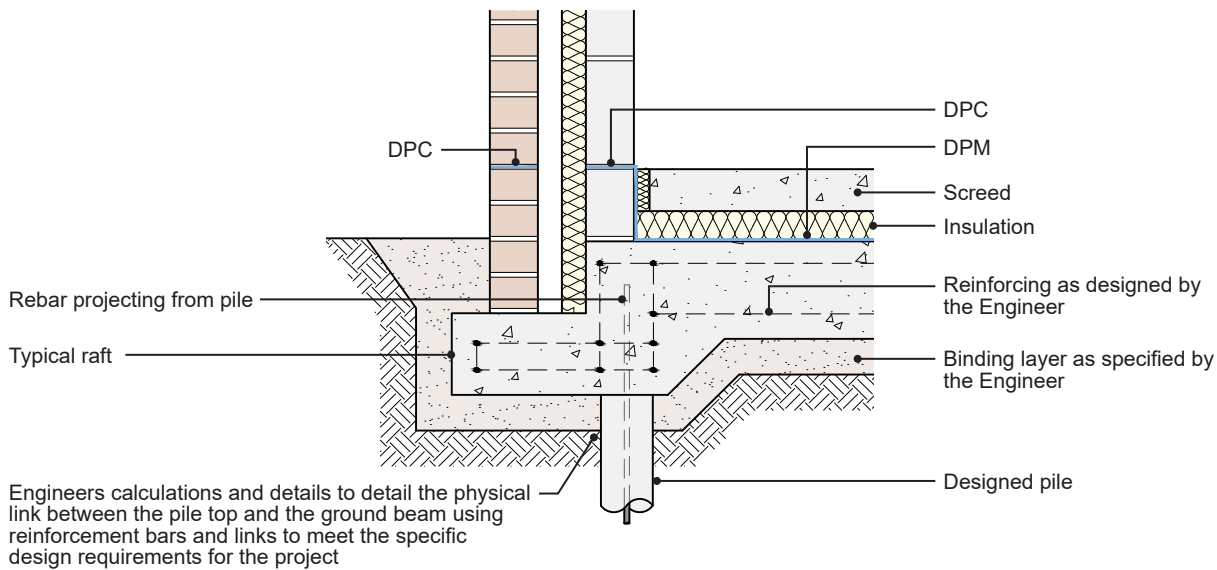 DPC
DPC
DPM
Screed
Insulation
Rebar projecting from pile
Reinforcing as designed by
the Engineer
Typical raft
Binding layer as specified by
the Engineer
Designed pile
Engineers calculations and details to detail the physical
link between the pile top and the ground beam using
reinforcement bars and links to meet the specific
design requirements for the project